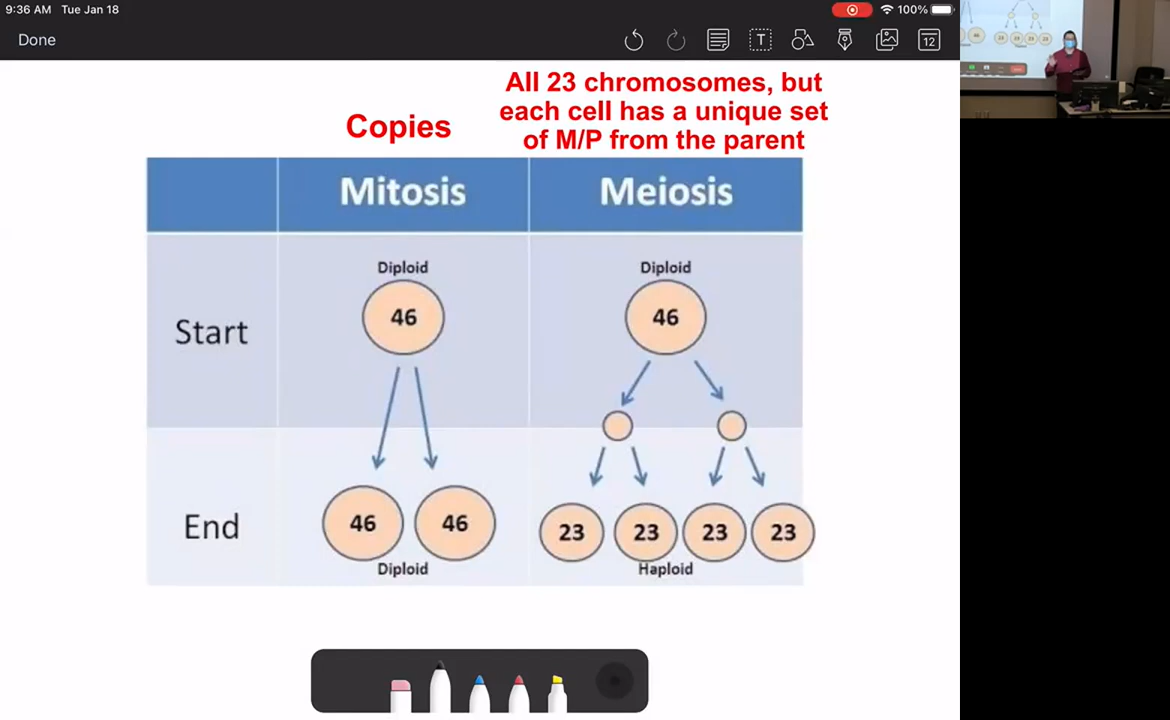 9:36 AM Tue Jan 18
100%
Done
T
12
All 23 chromosomes, but
each cell has a unique set
of M/P from the parent
Copies
Mitosis
Meiosis
Diploid
Diploid
46
46
Start
End
46
46
23
23
23
23
Diploid
Haploid